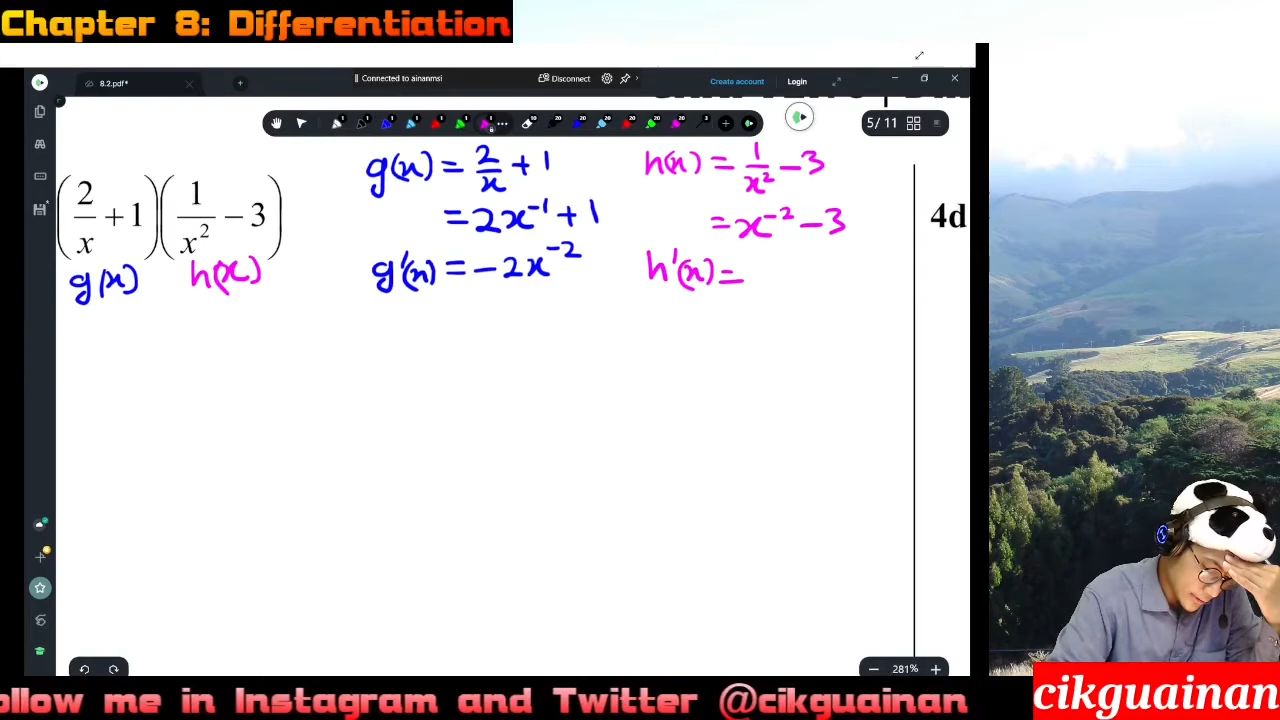 Chapter 8: Differentiation
8.2.pdf*
Connected to ainanmsi
Disconnect
Create account
Login
5/ 11
(2/x + 1)(1/x² − 3)
g(x) h(x)
g(x) = 2/x + 1
= 2x⁻¹ + 1
g'(x) = −2x⁻²
h(x) = 1/x² − 3
= x⁻² − 3
h'(x) =
4d
281%
ollow me in Instagram and Twitter @cikguainan
cikguainan